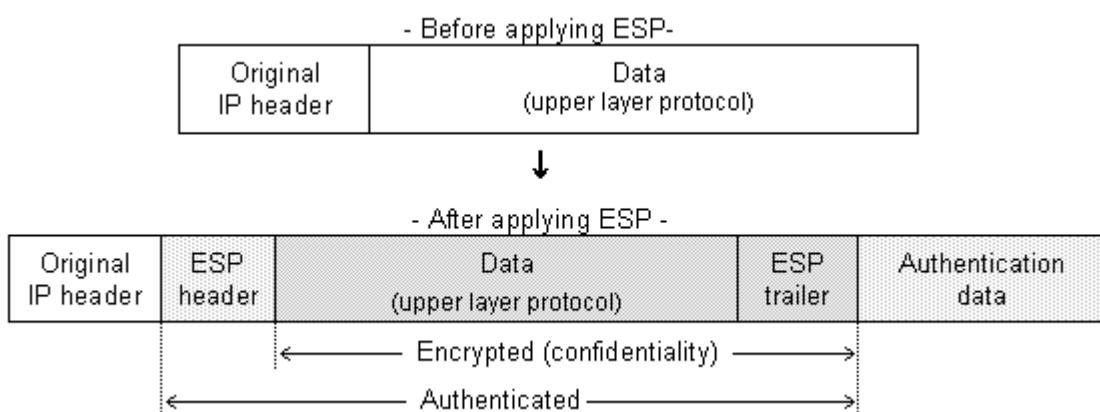 - Before applying ESP-
Original
IP header
Data
(upper layer protocol)
- After applying ESP -
Original
IP header
ESP
header
Data
(upper layer protocol)
ESP
trailer
Authentication
data
Encrypted (confidentiality)
Authenticated